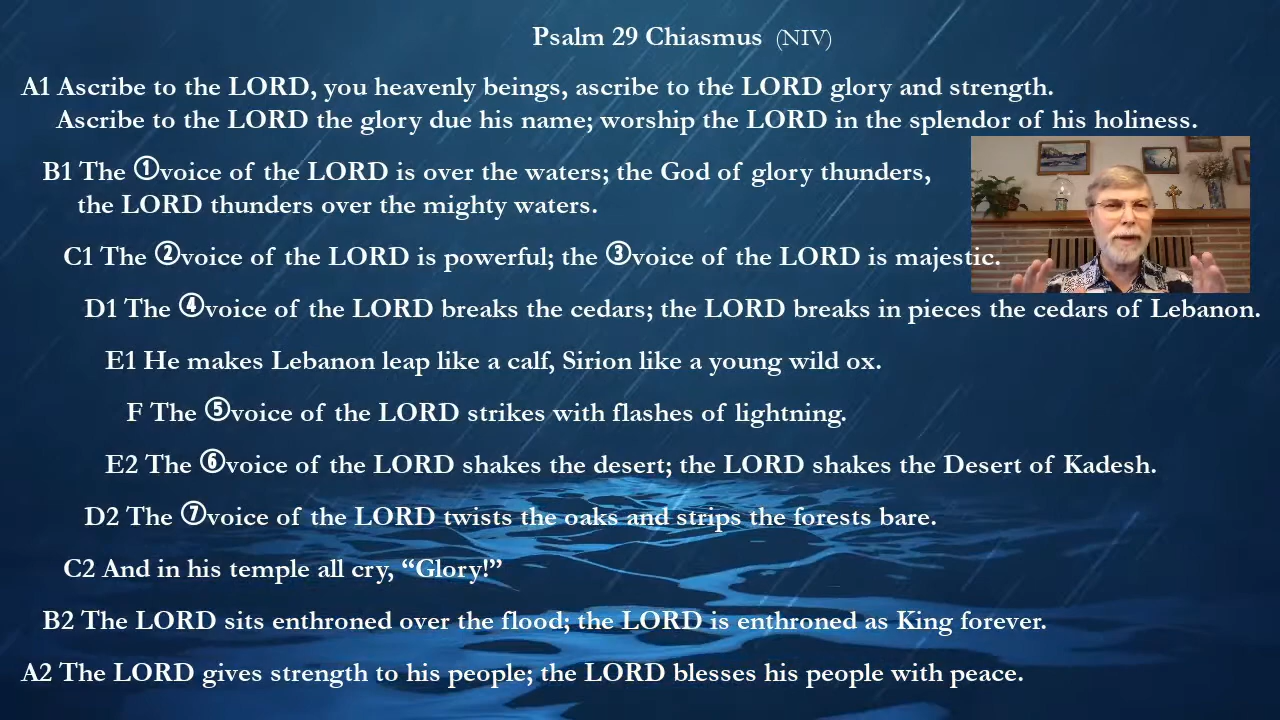 Psalm 29 Chiasmus (NIV)
A1 Ascribe to the LORD, you heavenly beings, ascribe to the LORD glory and strength.
Ascribe to the LORD the glory due his name; worship the LORD in the splendor of his holiness.
B1 The ①voice of the LORD is over the waters; the God of glory thunders,
the LORD thunders over the mighty waters.
C1 The ②voice of the LORD is powerful; the ③voice of the LORD is majestic.
D1 The ④voice of the LORD breaks the cedars; the LORD breaks in pieces the cedars of Lebanon.
E1 He makes Lebanon leap like a calf, Sirion like a young wild ox.
F The ⑤voice of the LORD strikes with flashes of lightning.
E2 The ⑥voice of the LORD shakes the desert; the LORD shakes the Desert of Kadesh.
D2 The ⑦voice of the LORD twists the oaks and strips the forests bare.
C2 And in his temple all cry, “Glory!”
B2 The LORD sits enthroned over the flood; the LORD is enthroned as King forever.
A2 The LORD gives strength to his people; the LORD blesses his people with peace.